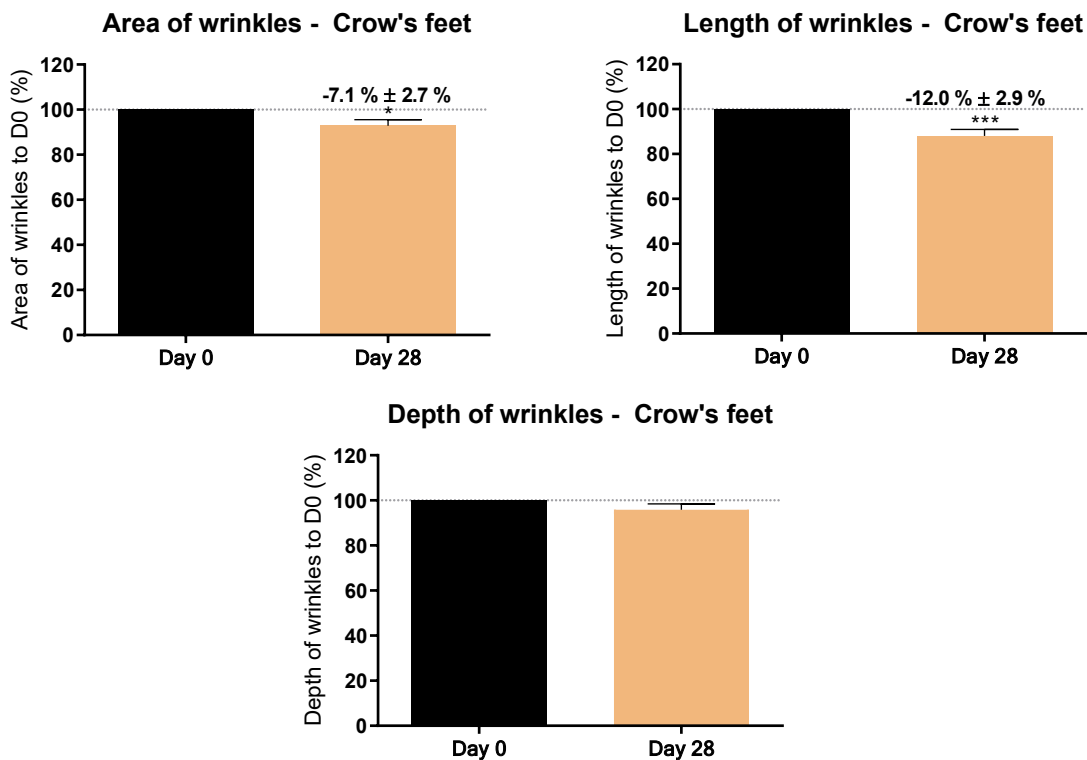 Area of wrinkles - Crow's feet
Area of wrinkles to D0 (%)
120
100
80
60
40
20
0
-7.1 % ± 2.7 %
*
Day 0
Day 28
Length of wrinkles - Crow's feet
Length of wrinkles to D0 (%)
120
100
80
60
40
20
0
-12.0 % ± 2.9 %
***
Day 0
Day 28
Depth of wrinkles - Crow's feet
Depth of wrinkles to D0 (%)
120
100
80
60
40
20
0
Day 0
Day 28